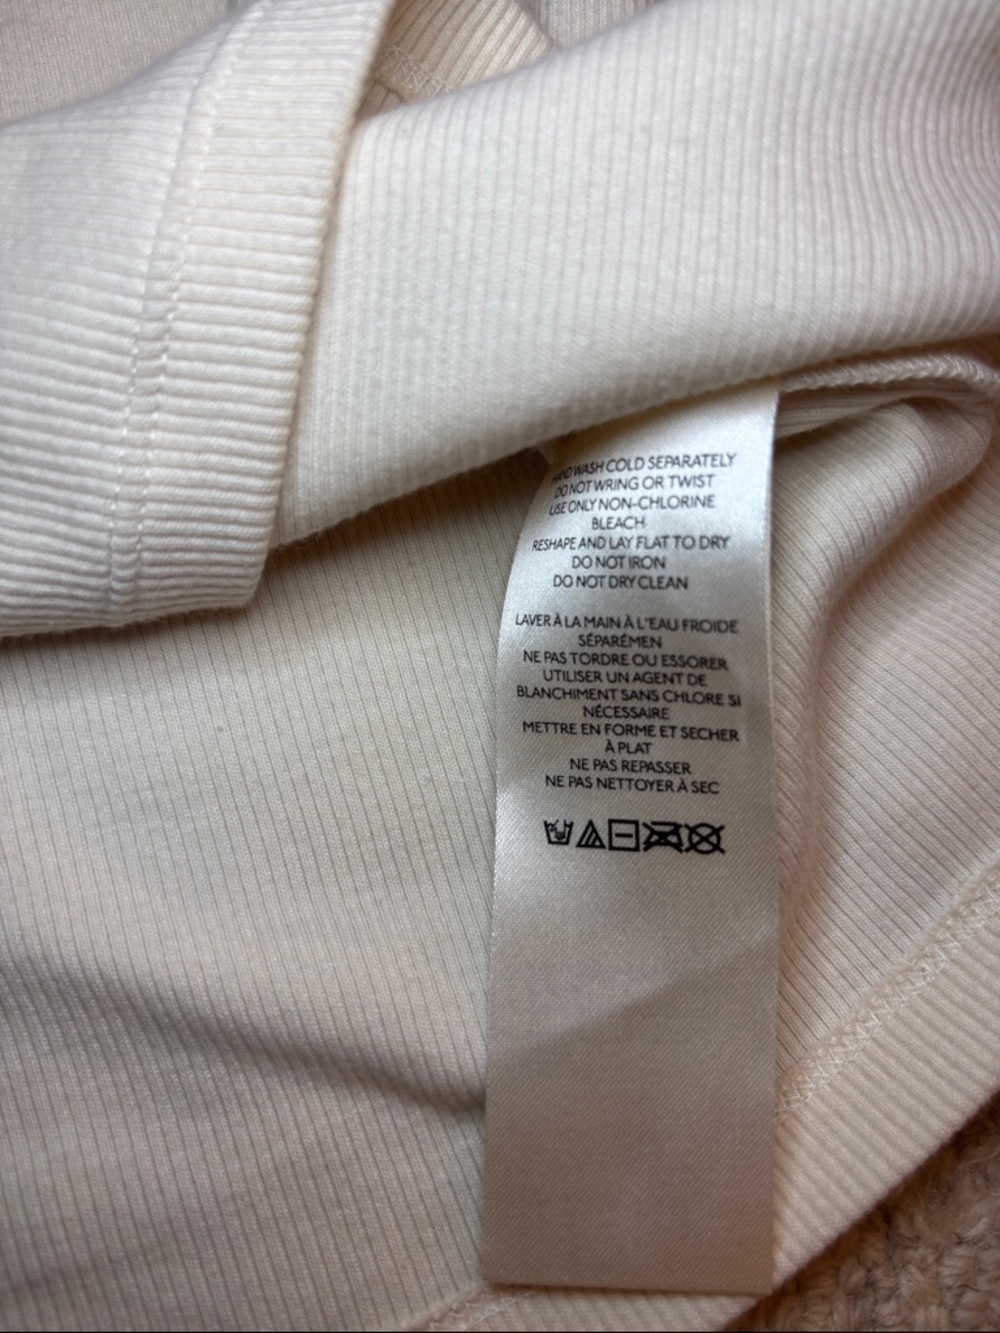 HAND WASH COLD SEPARATELY
DO NOT WRING OR TWIST
USE ONLY NON-CHLORINE
BLEACH
RESHAPE AND LAY FLAT TO DRY
DO NOT IRON
DO NOT DRY CLEAN
LAVER À LA MAIN À L'EAU FROIDE
SÉPARÉMEN
NE PAS TORDRE OU ESSORER
UTILISER UN AGENT DE
BLANCHIMENT SANS CHLORE SI
NÉCESSAIRE
METTRE EN FORME ET SECHER
À PLAT
NE PAS REPASSER
NE PAS NETTOYER À SEC